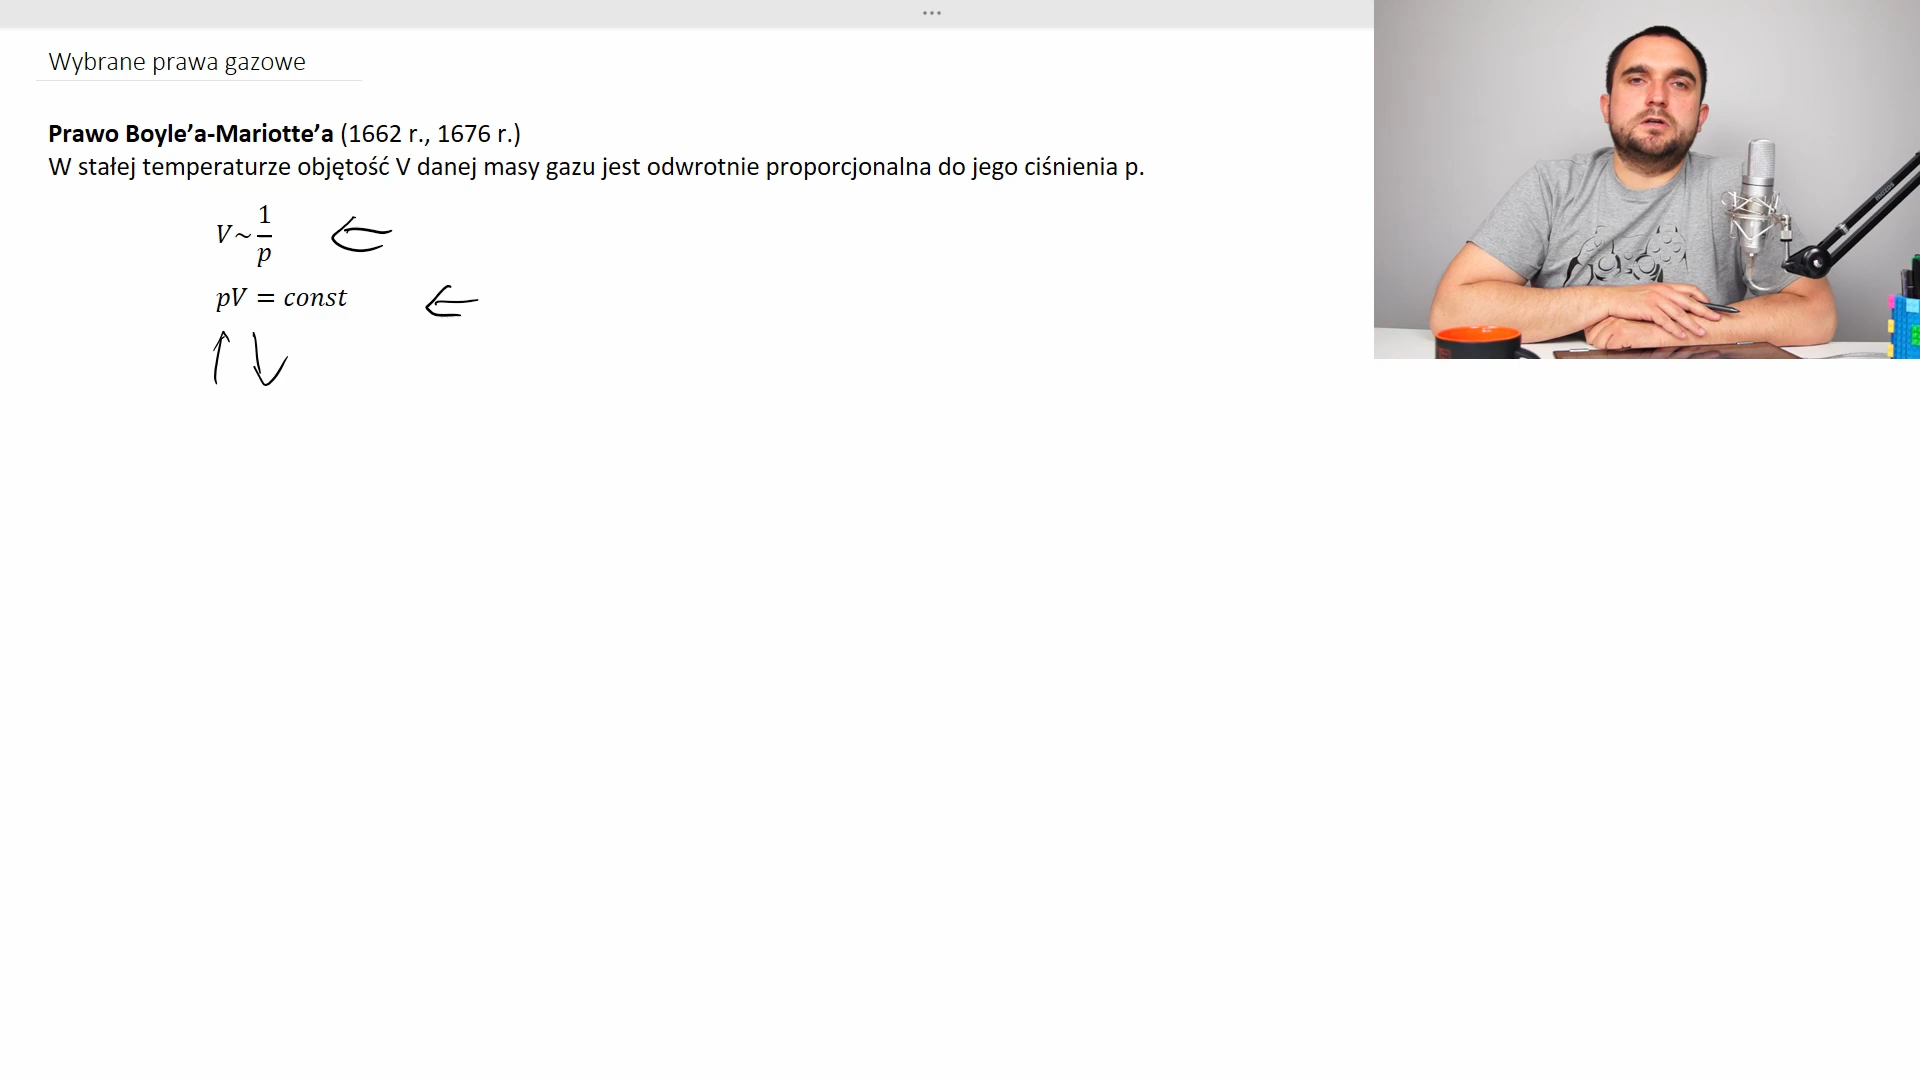 Wybrane prawa gazowe
Prawo Boyle’a-Mariotte’a (1662 r., 1676 r.)
W stałej temperaturze objętość V danej masy gazu jest odwrotnie proporcjonalna do jego ciśnienia p.
V~1/p
pV = const